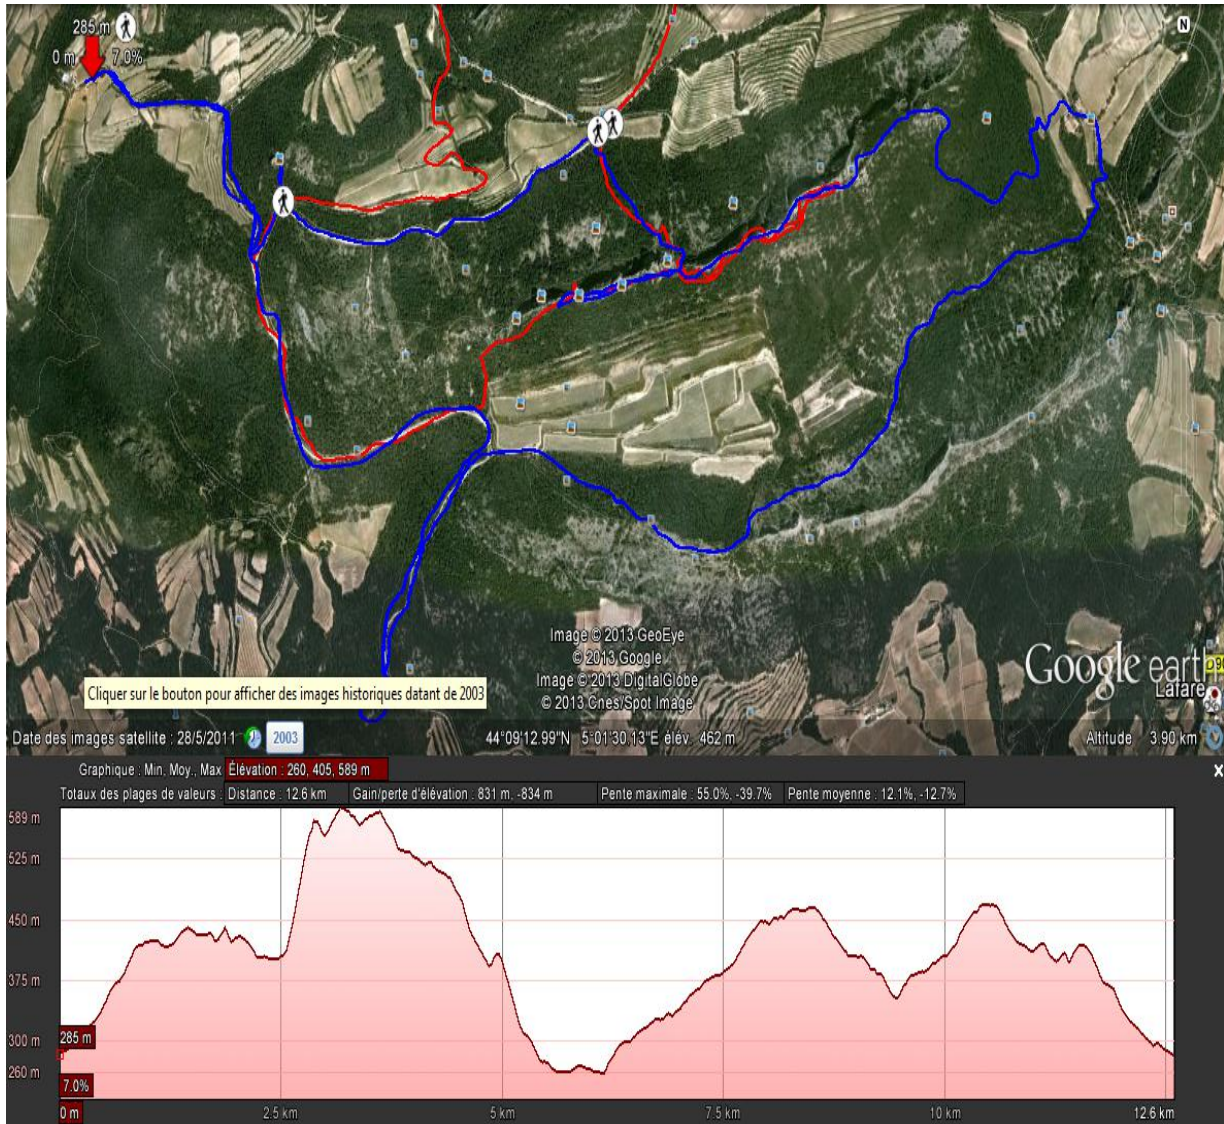 285 m
0 m 7.0%
N
Image © 2013 GeoEye
© 2013 Google
Image © 2013 DigitalGlobe
© 2013 Cnes/Spot Image
Google earth
Lafare
Cliquer sur le bouton pour afficher des images historiques datant de 2003
Date des images satellite : 28/5/2011 2003 44°09'12.99"N 5°01'30.13"E élév. 462 m Altitude 3.90 km
Graphique : Min, Moy., Max Élévation : 260, 405, 589 m x
Totaux des plages de valeurs : Distance : 12.6 km Gain/perte d'élévation : 831 m, -834 m Pente maximale : 55.0%, -39.7% Pente moyenne : 12.1%, -12.7%
589 m
525 m
450 m
375 m
300 m
285 m
260 m
7.0%
0 m 2.5 km 5 km 7.5 km 10 km 12.6 km